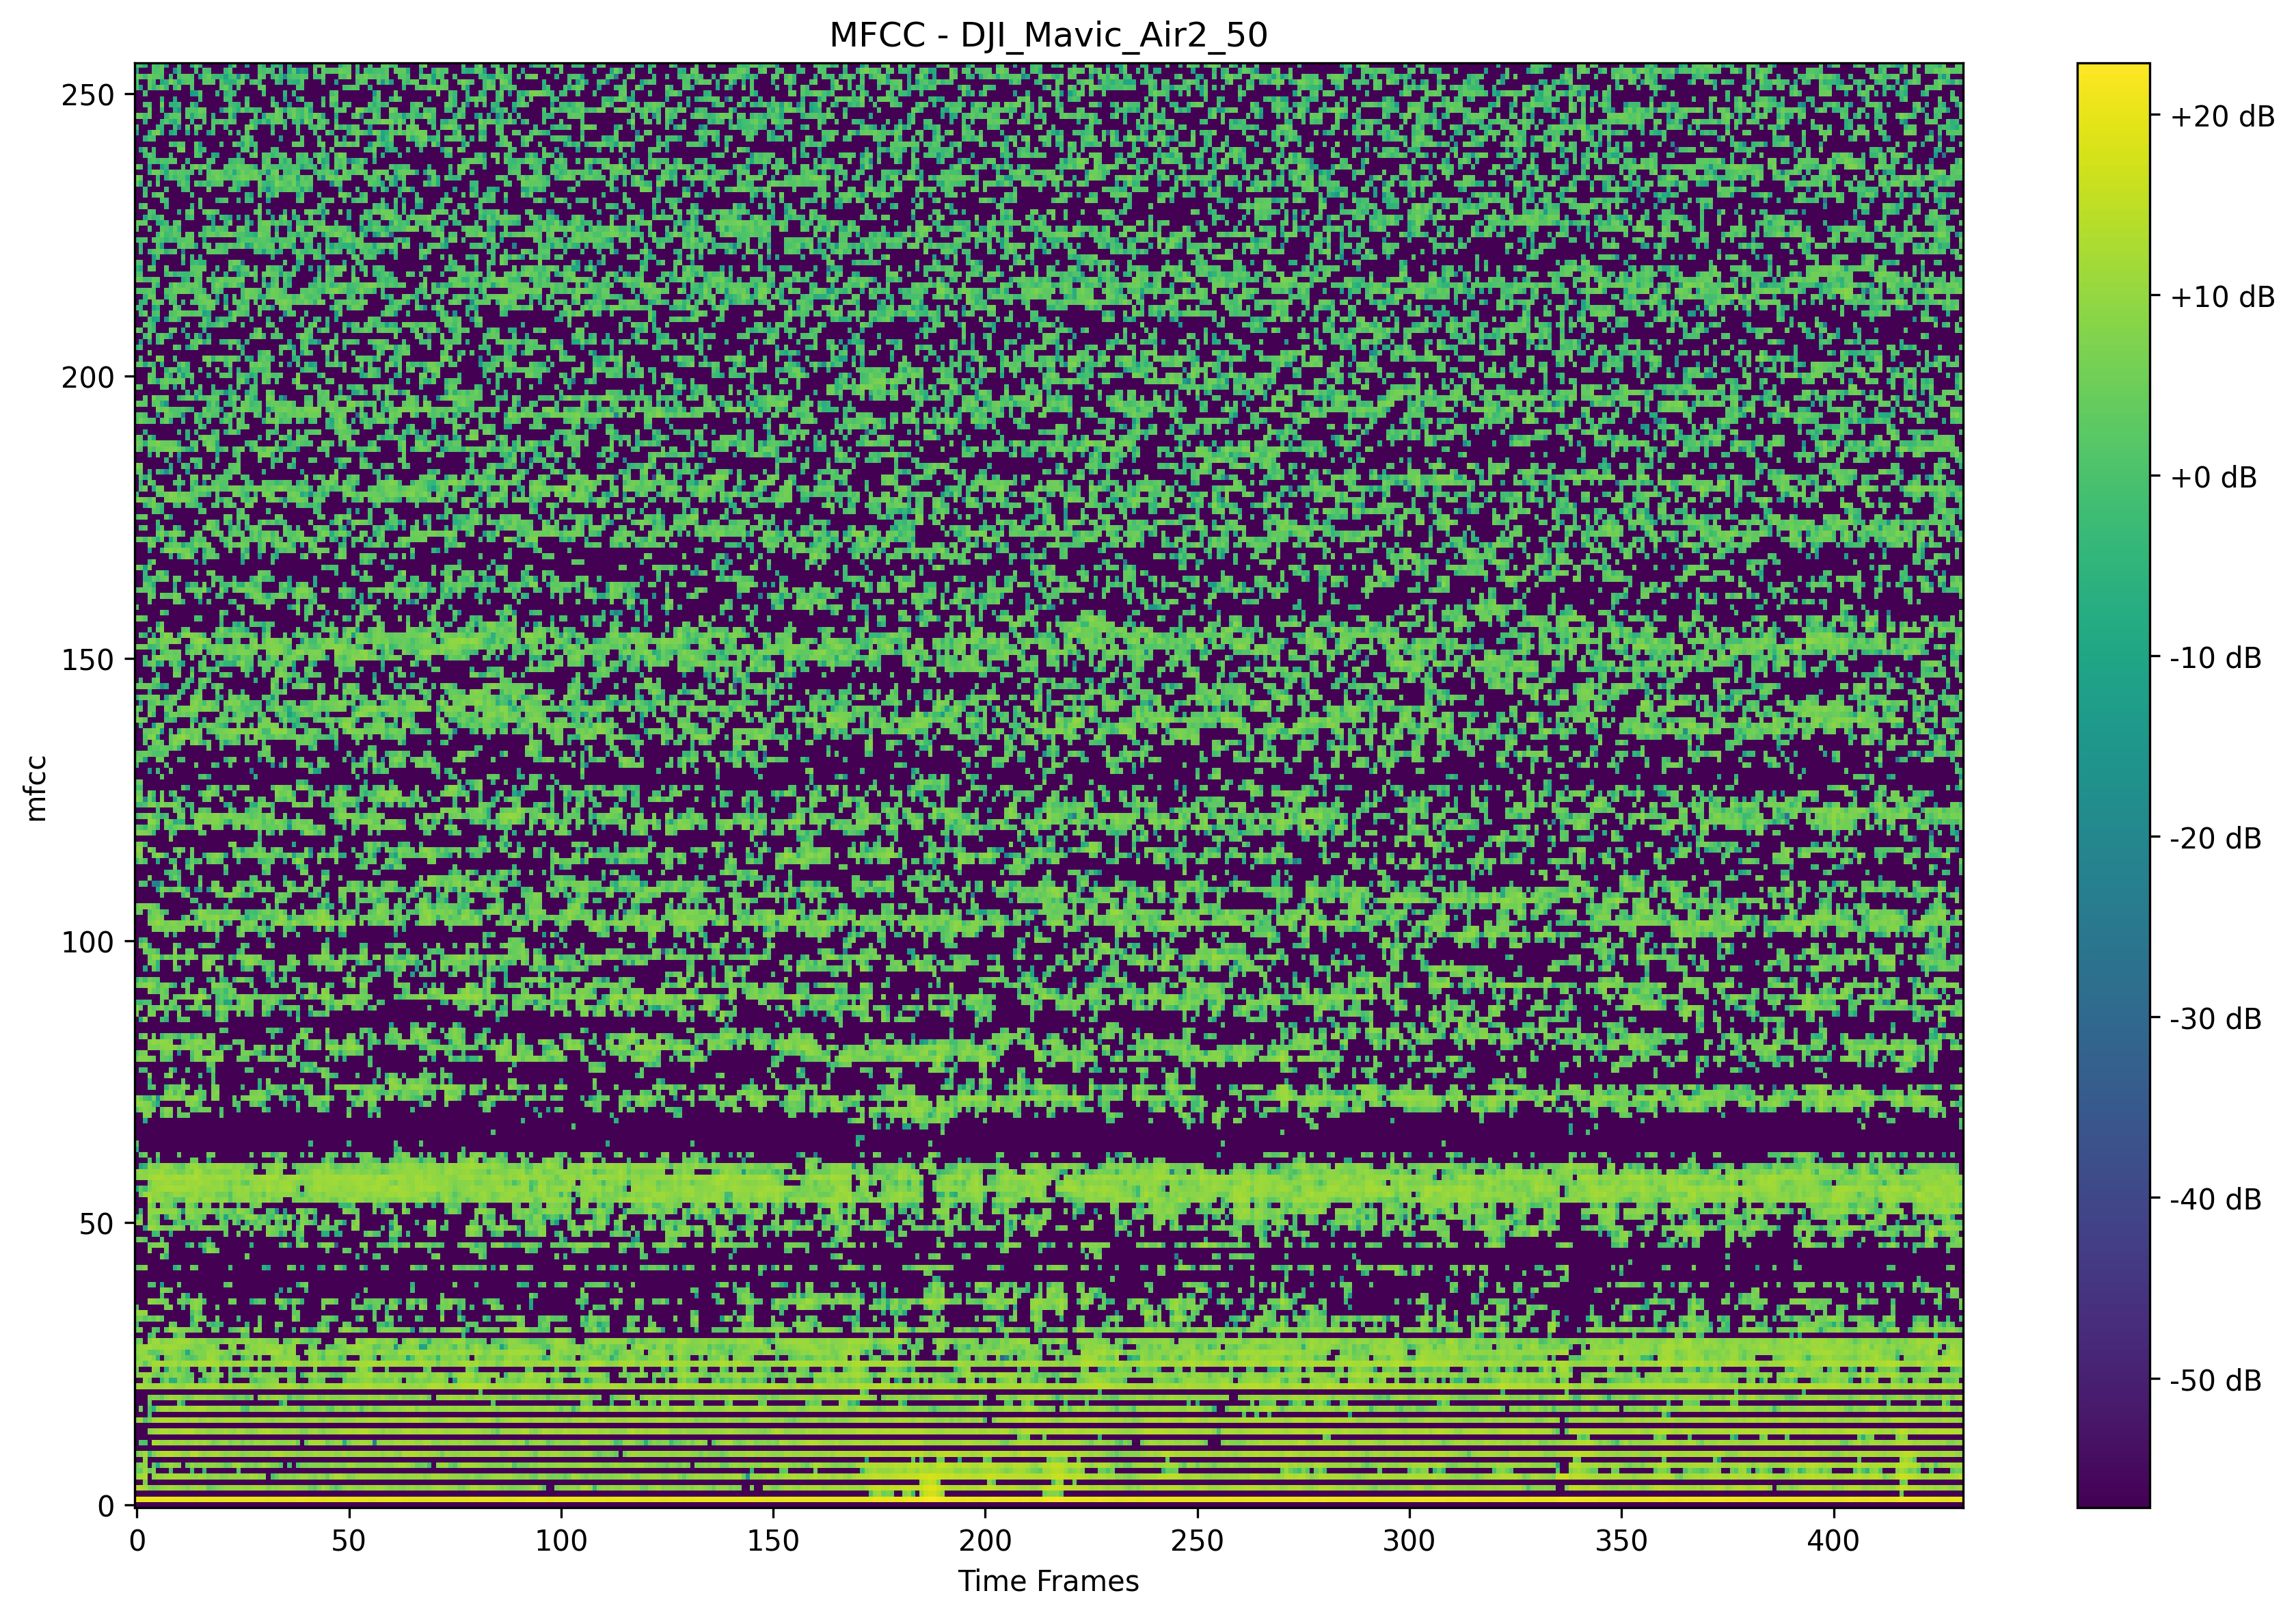 MFCC - DJI_Mavic_Air2_50
250
200
150
100
50
0
mfcc
0 50 100 150 200 250 300 350 400
Time Frames
+20 dB
+10 dB
+0 dB
-10 dB
-20 dB
-30 dB
-40 dB
-50 dB